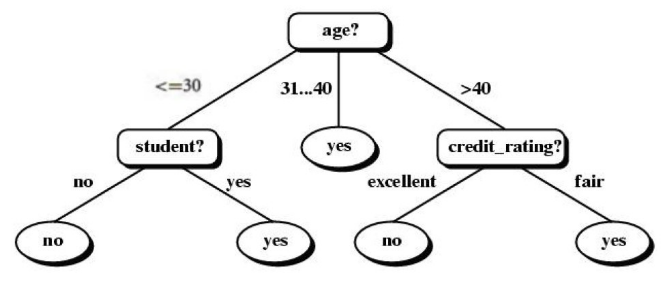 age?
<=30
31...40
>40
student?
yes
credit_rating?
no
yes
excellent
fair
no
yes
no
yes